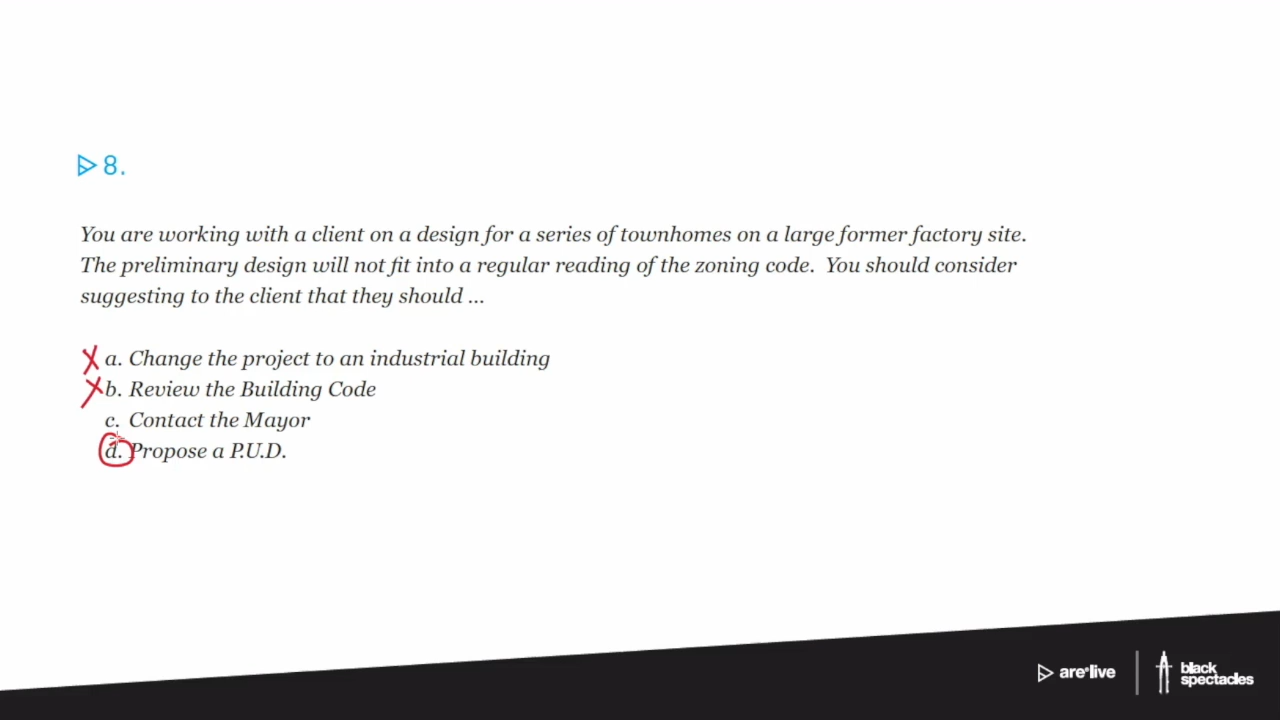 8.
You are working with a client on a design for a series of townhomes on a large former factory site.
The preliminary design will not fit into a regular reading of the zoning code. You should consider
suggesting to the client that they should ...
a. Change the project to an industrial building
b. Review the Building Code
c. Contact the Mayor
d. Propose a P.U.D.
are®live
black
spectacles